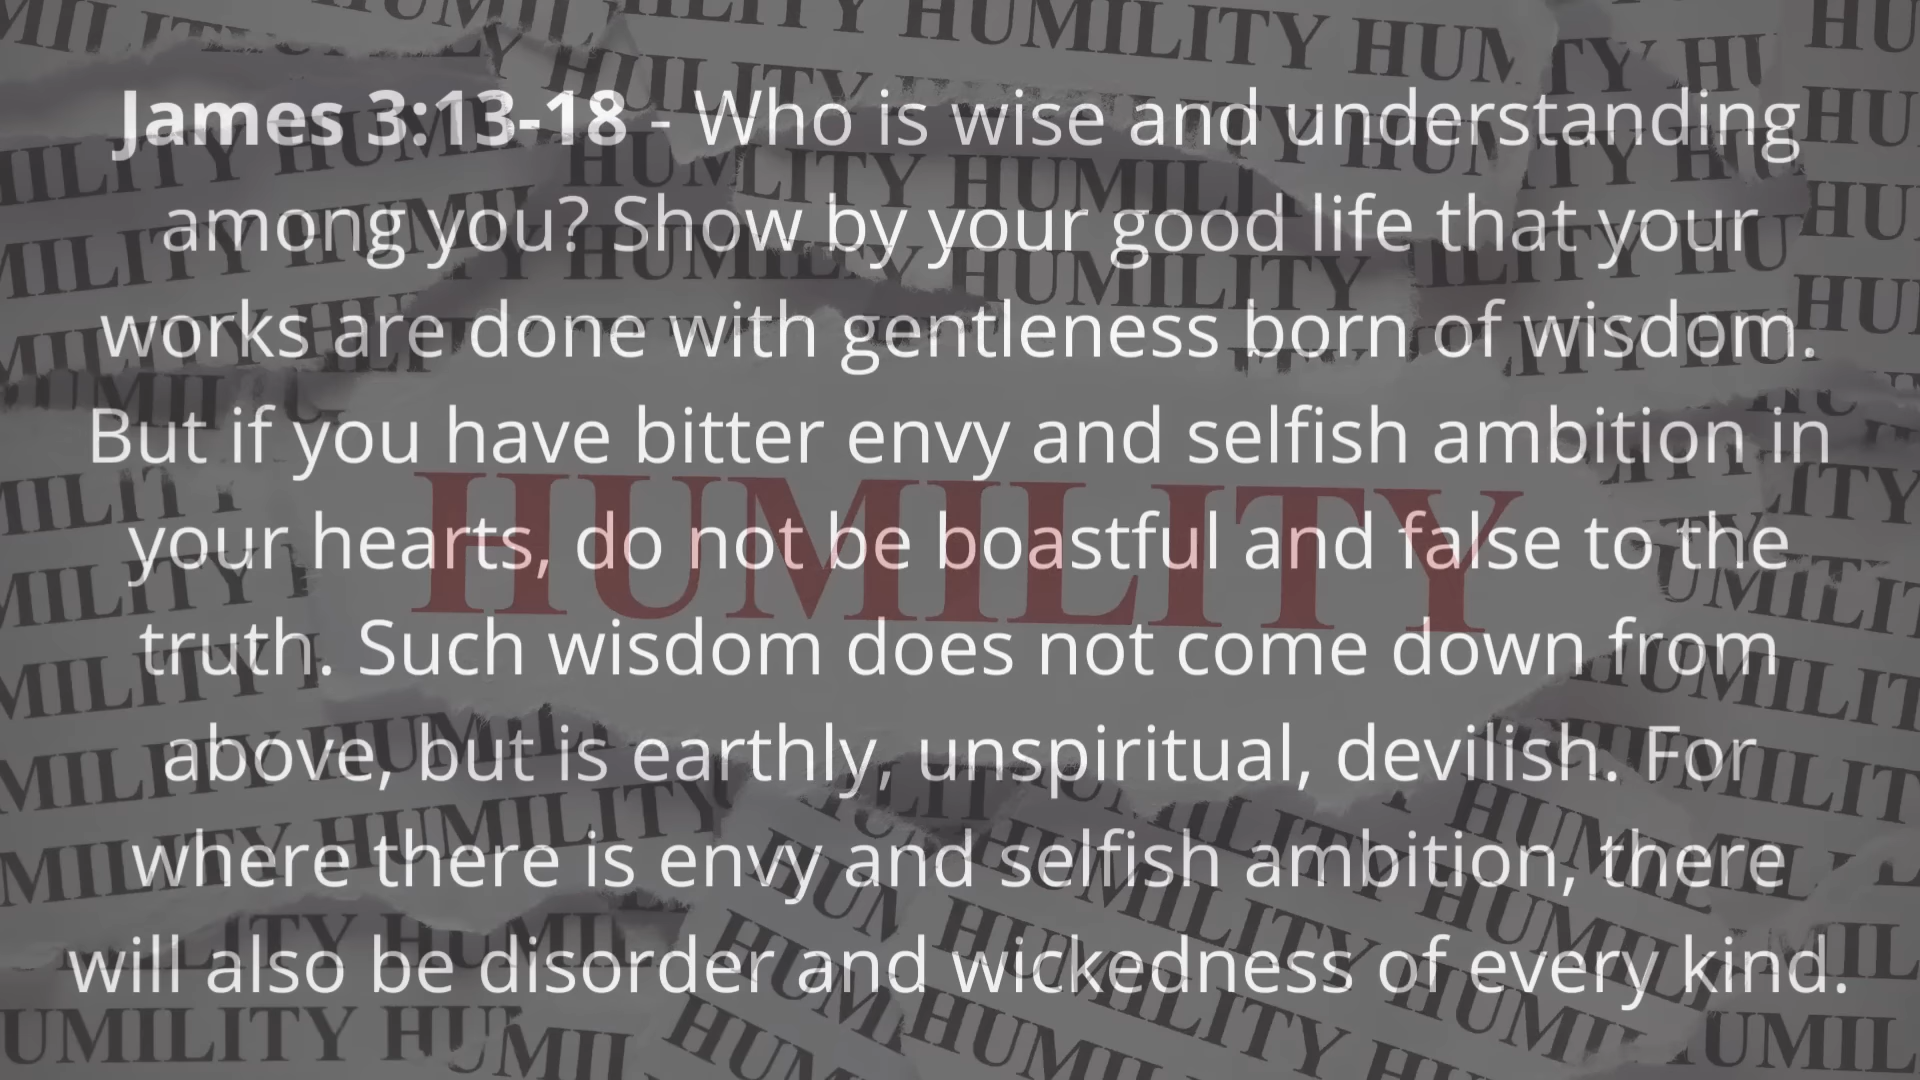 James 3:13-18 - Who is wise and understanding
among you? Show by your good life that your
works are done with gentleness born of wisdom.
But if you have bitter envy and selfish ambition in
your hearts, do not be boastful and false to the
truth. Such wisdom does not come down from
above, but is earthly, unspiritual, devilish. For
where there is envy and selfish ambition, there
will also be disorder and wickedness of every kind.
HUMILITY